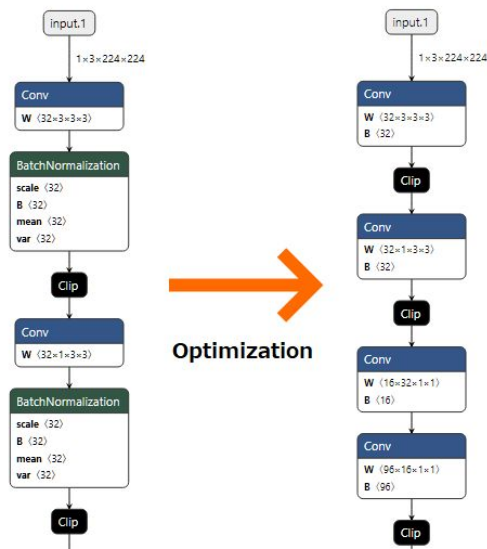 input.1
1×3×224×224
Conv
W ⟨32×3×3×3⟩
BatchNormalization
scale ⟨32⟩
B ⟨32⟩
mean ⟨32⟩
var ⟨32⟩
Clip
Conv
W ⟨32×1×3×3⟩
BatchNormalization
scale ⟨32⟩
B ⟨32⟩
mean ⟨32⟩
var ⟨32⟩
Clip
Optimization
input.1
1×3×224×224
Conv
W ⟨32×3×3×3⟩
B ⟨32⟩
Clip
Conv
W ⟨32×1×3×3⟩
B ⟨32⟩
Clip
Conv
W ⟨16×32×1×1⟩
B ⟨16⟩
Conv
W ⟨96×16×1×1⟩
B ⟨96⟩
Clip